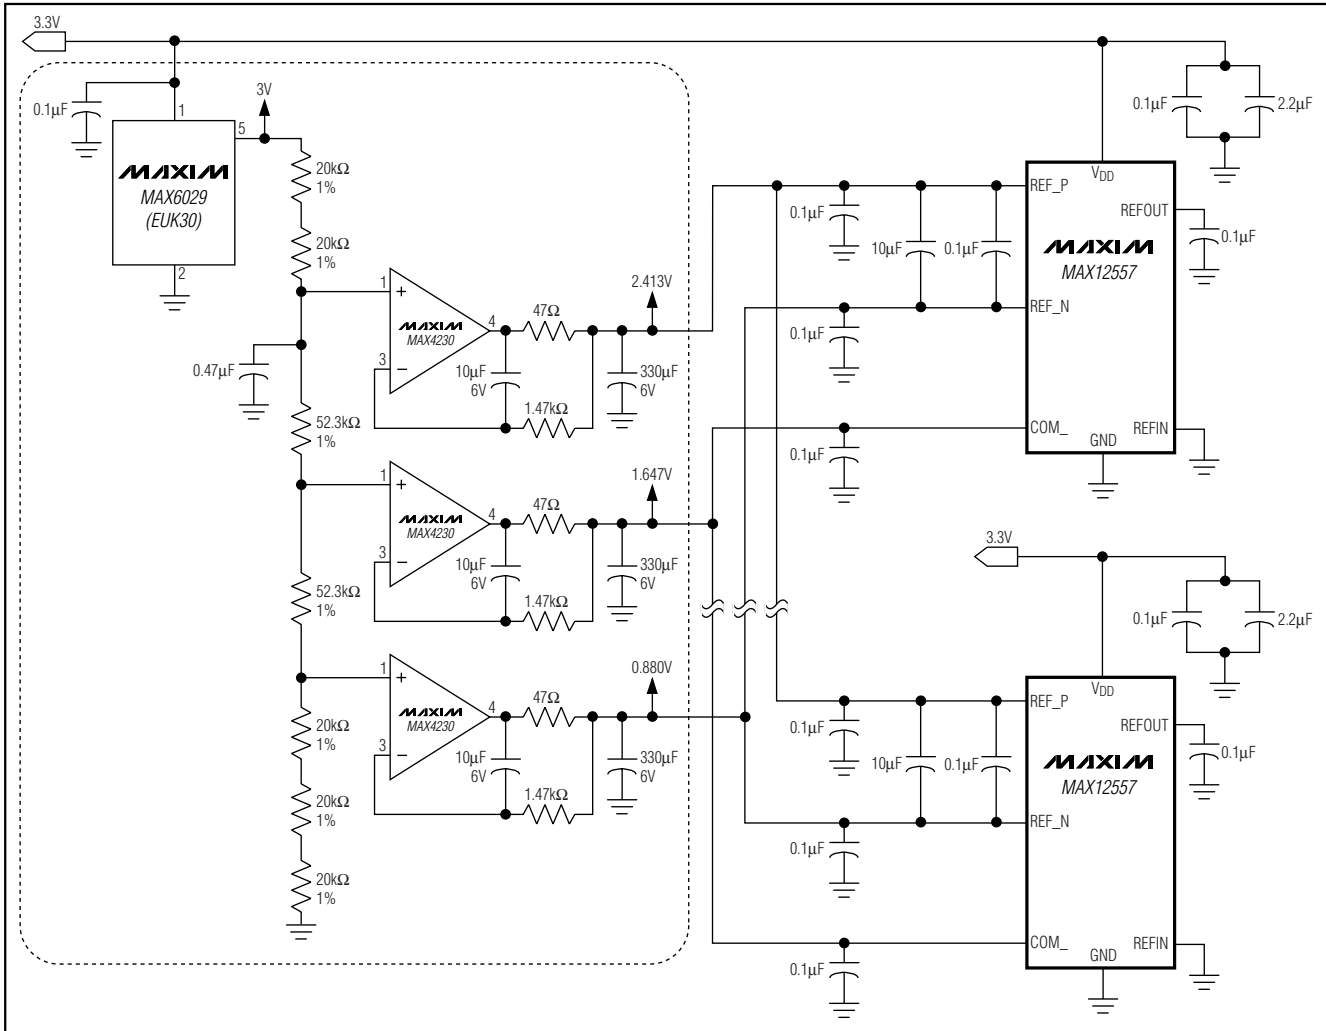 3.3V
0.1μF
1
3V
5
MAXIM
MAX6029
(EUK30)
2
20kΩ
1%
20kΩ
1%
0.47μF
52.3kΩ
1%
52.3kΩ
1%
20kΩ
1%
20kΩ
1%
20kΩ
1%
1
+
MAXIM
MAX4230
3
−
4
47Ω
10μF
6V
1.47kΩ
2.413V
330μF
6V
1
+
MAXIM
MAX4230
3
−
4
47Ω
10μF
6V
1.47kΩ
1.647V
330μF
6V
1
+
MAXIM
MAX4230
3
−
4
47Ω
10μF
6V
1.47kΩ
0.880V
330μF
6V
0.1μF
2.2μF
0.1μF
10μF
0.1μF
0.1μF
0.1μF
REF_P
VDD
REFOUT
0.1μF
MAXIM
MAX12557
REF_N
COM_
GND
REFIN
3.3V
0.1μF
2.2μF
0.1μF
10μF
0.1μF
0.1μF
0.1μF
REF_P
VDD
REFOUT
0.1μF
MAXIM
MAX12557
REF_N
COM_
GND
REFIN